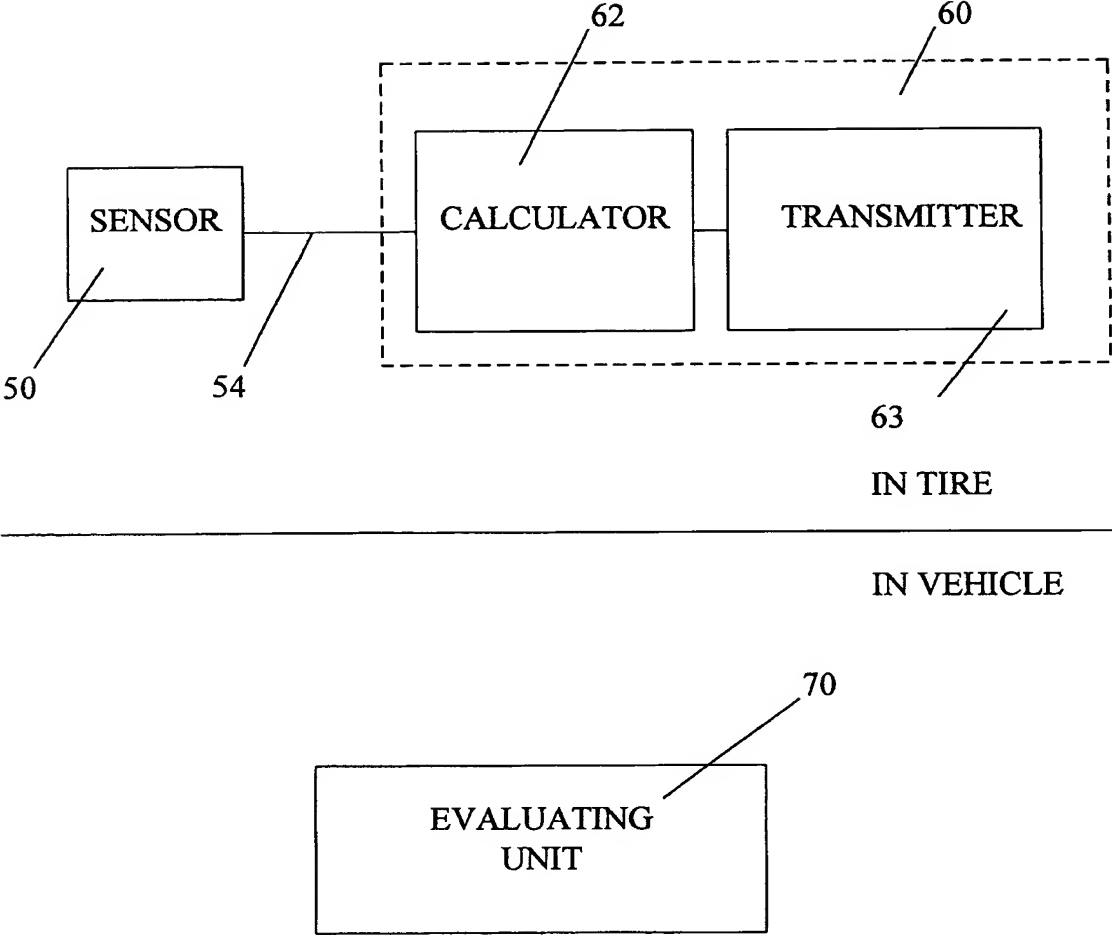 62
60
SENSOR
CALCULATOR
TRANSMITTER
50
54
63
IN TIRE
IN VEHICLE
70
EVALUATING
UNIT